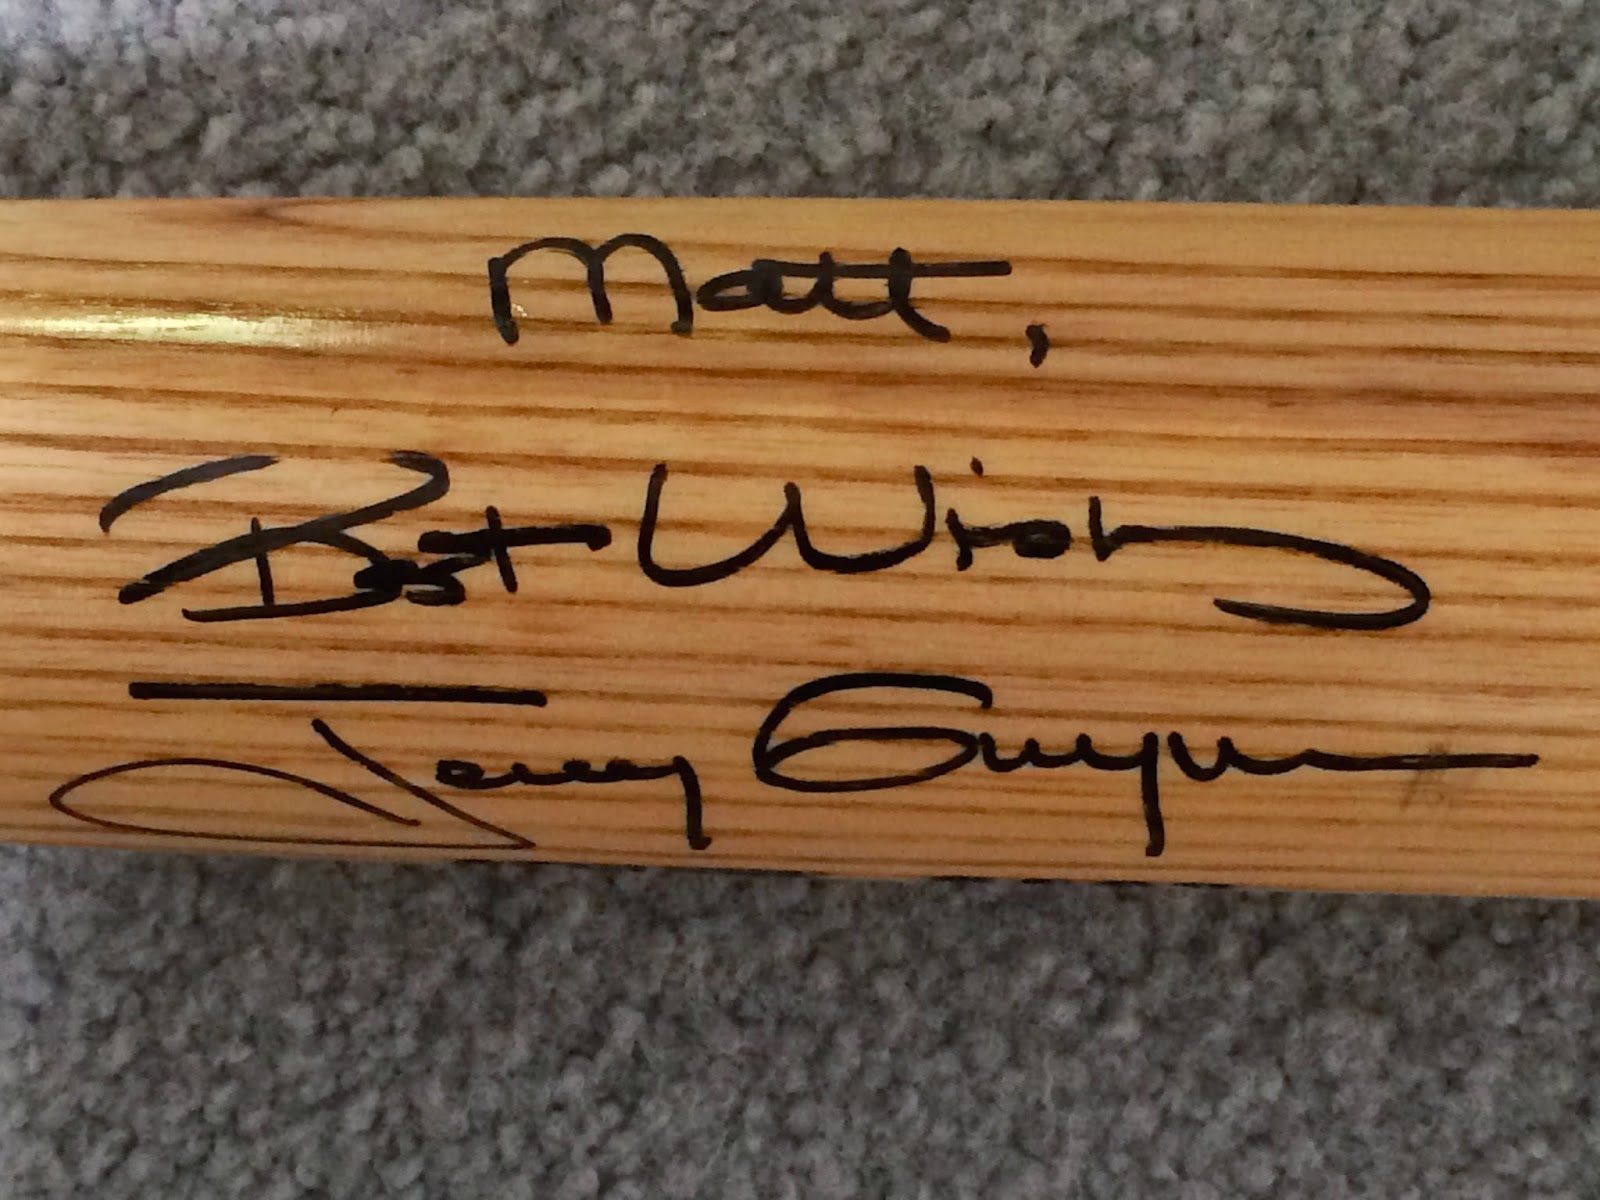 Matt,
Best Wishes
Tony Gwynn